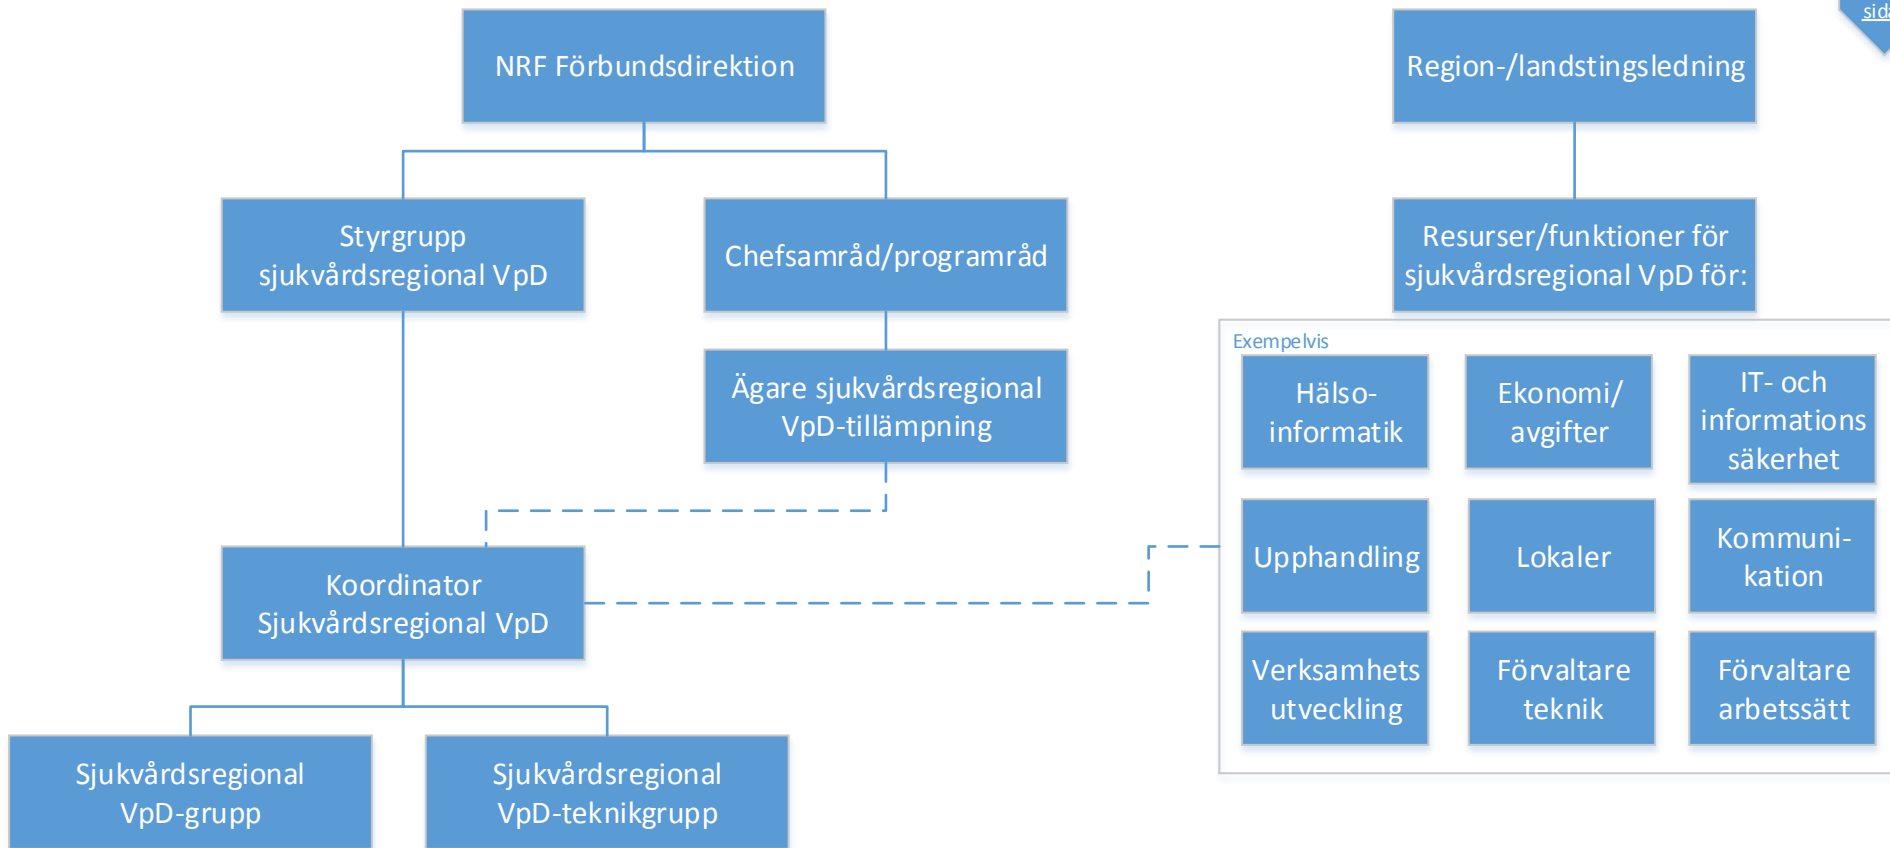 NRF Förbundsdirektion
Region-/landstingsledning
Styrgrupp
sjukvårdsregional VpD
Chefsamråd/programråd
Resurser/funktioner för
sjukvårdsregional VpD för:
Ägare sjukvårdsregional
VpD-tillämpning
Exempelvis
Hälso-
informatik
Ekonomi/
avgifter
IT- och
informations
säkerhet
Upphandling
Lokaler
Kommuni-
kation
Koordinator
Sjukvårdsregional VpD
Verksamhets
utveckling
Förvaltare
teknik
Förvaltare
arbetssätt
Sjukvårdsregional
VpD-grupp
Sjukvårdsregional
VpD-teknikgrupp